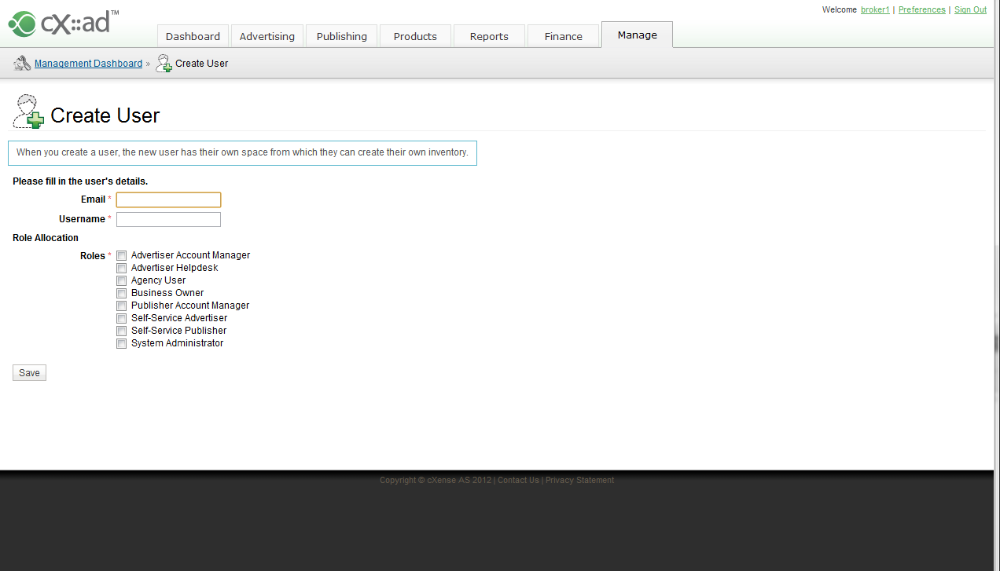 cX::ad™
Welcome broker1 | Preferences | Sign Out
Dashboard Advertising Publishing Products Reports Finance Manage
Management Dashboard » Create User
Create User
When you create a user, the new user has their own space from which they can create their own inventory.
Please fill in the user's details.
Email *
Username *
Role Allocation
Roles * Advertiser Account Manager
Advertiser Helpdesk
Agency User
Business Owner
Publisher Account Manager
Self-Service Advertiser
Self-Service Publisher
System Administrator
Save
Copyright © cXense AS 2012 | Contact Us | Privacy Statement